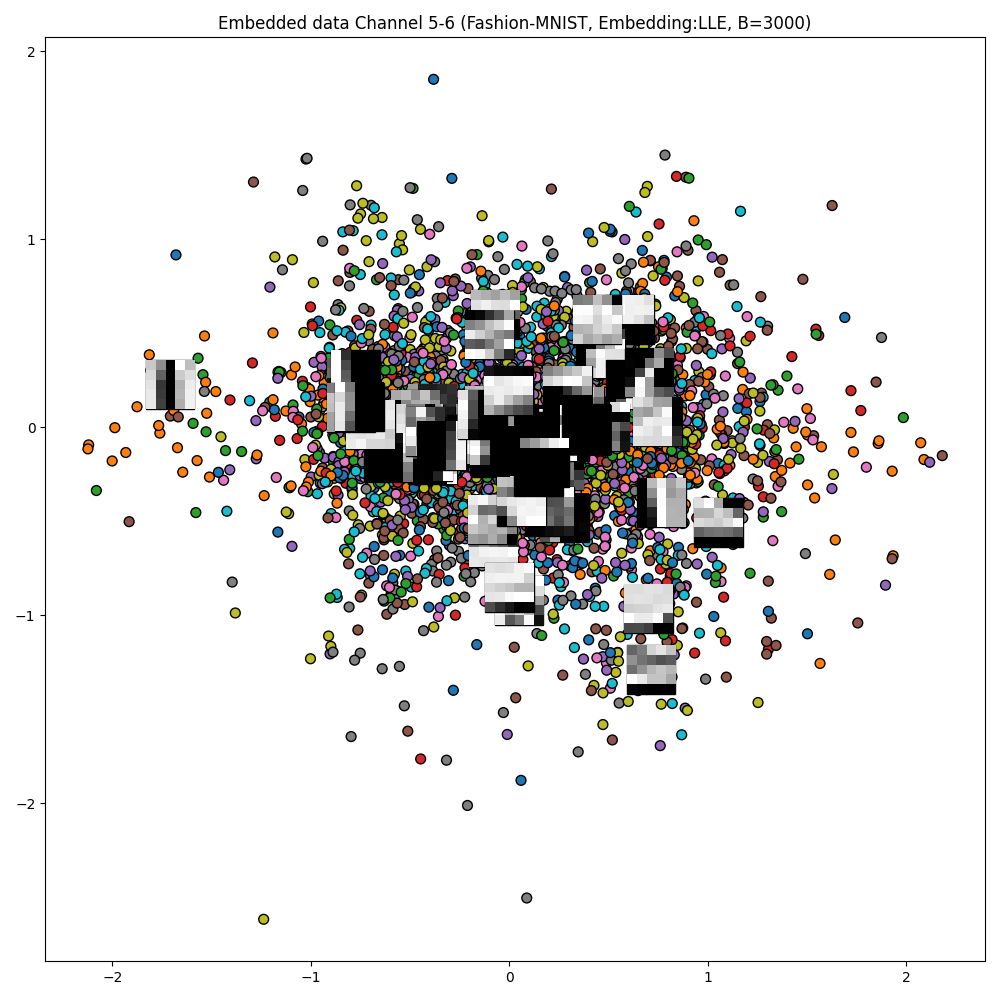 Embedded data Channel 5-6 (Fashion-MNIST, Embedding:LLE, B=3000)
2
1
0
−1
−2
−2 −1 0 1 2